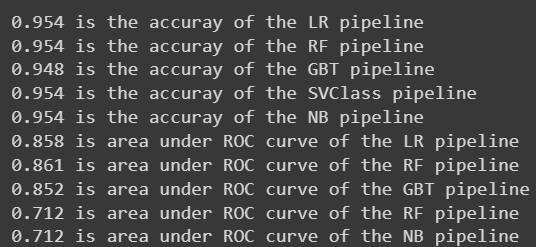 0.954 is the accuray of the LR pipeline
0.954 is the accuray of the RF pipeline
0.948 is the accuray of the GBT pipeline
0.954 is the accuray of the SVClass pipeline
0.954 is the accuray of the NB pipeline
0.858 is area under ROC curve of the LR pipeline
0.861 is area under ROC curve of the RF pipeline
0.852 is area under ROC curve of the GBT pipeline
0.712 is area under ROC curve of the RF pipeline
0.712 is area under ROC curve of the NB pipeline